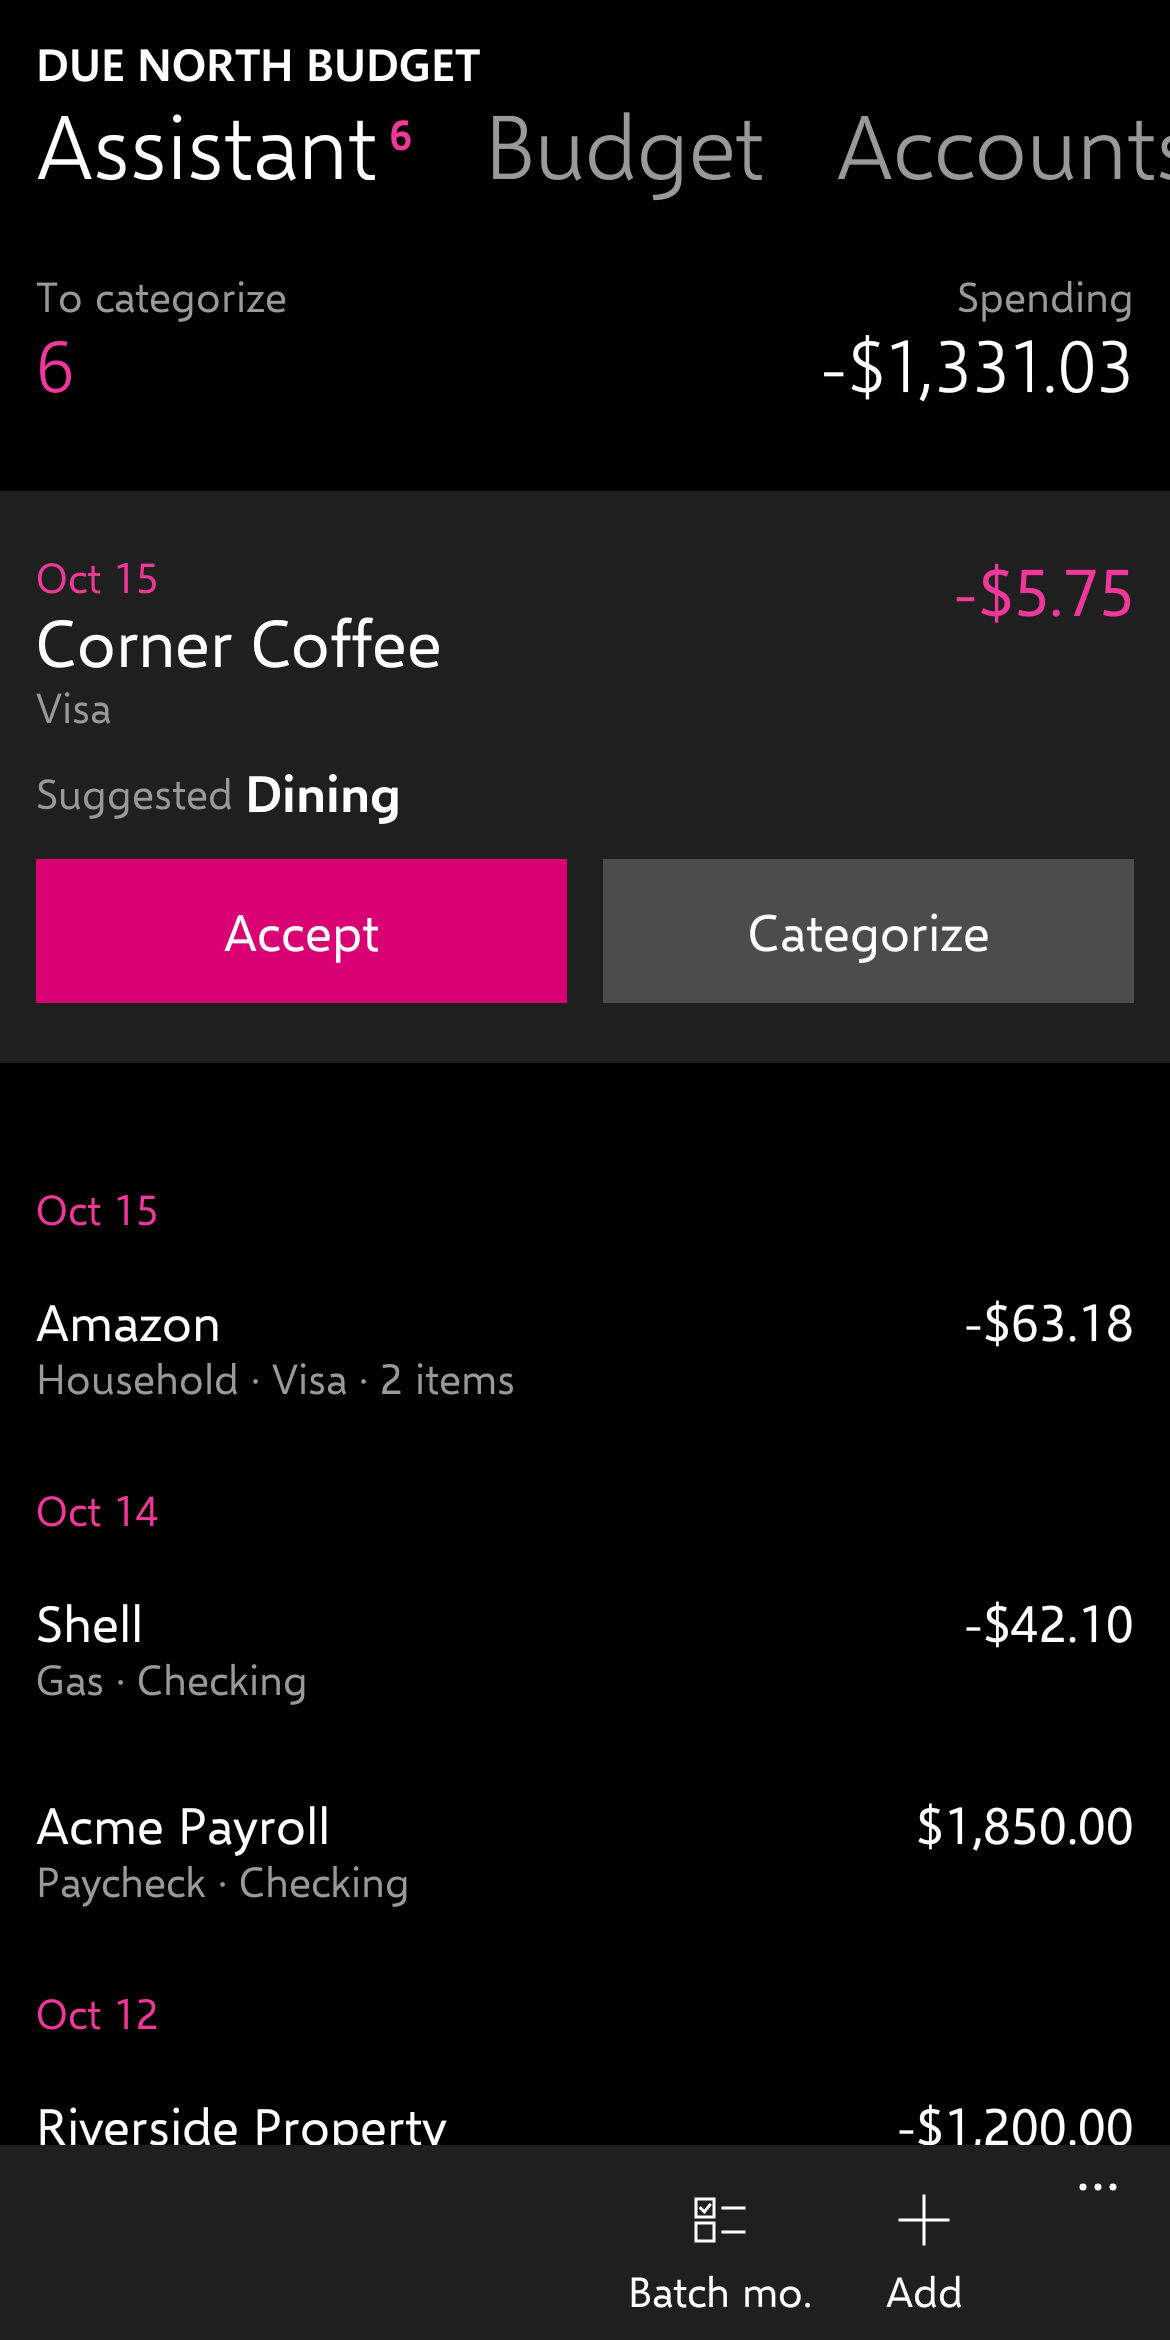 DUE NORTH BUDGET
Assistant 6 Budget Accounts
To categorize Spending
6 -$1,331.03
Oct 15 -$5.75
Corner Coffee
Visa
Suggested Dining
Accept Categorize
Oct 15
Amazon -$63.18
Household · Visa · 2 items
Oct 14
Shell -$42.10
Gas · Checking
Acme Payroll $1,850.00
Paycheck · Checking
Oct 12
Riverside Property -$1,200.00
Batch mo. Add